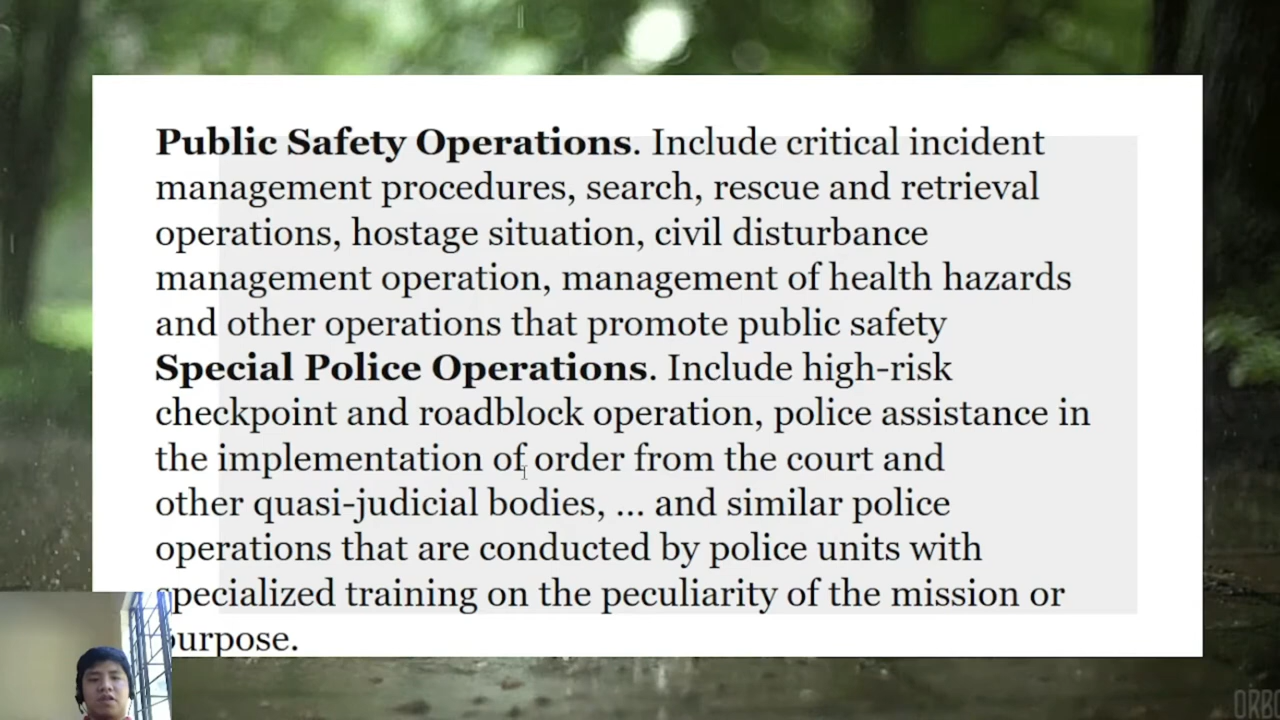 Public Safety Operations. Include critical incident
management procedures, search, rescue and retrieval
operations, hostage situation, civil disturbance
management operation, management of health hazards
and other operations that promote public safety
Special Police Operations. Include high-risk
checkpoint and roadblock operation, police assistance in
the implementation of order from the court and
other quasi-judicial bodies, ... and similar police
operations that are conducted by police units with
specialized training on the peculiarity of the mission or
purpose.